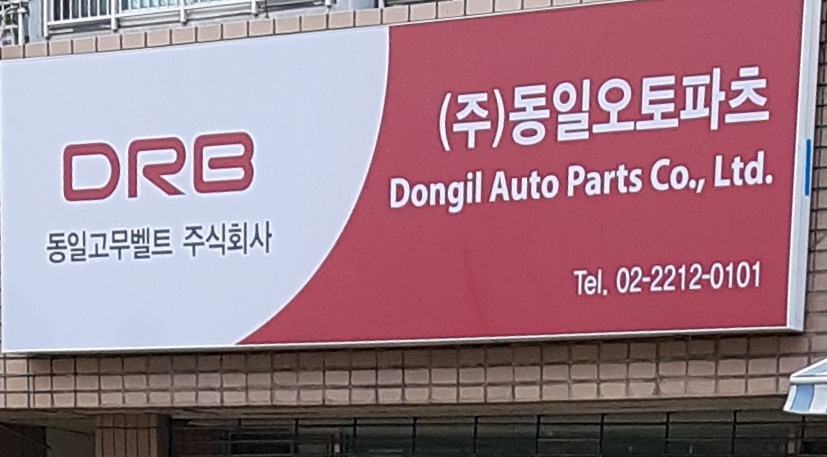 DRB
동일고무벨트 주식회사
(주)동일오토파츠
Dongil Auto Parts Co., Ltd.
Tel. 02-2212-0101